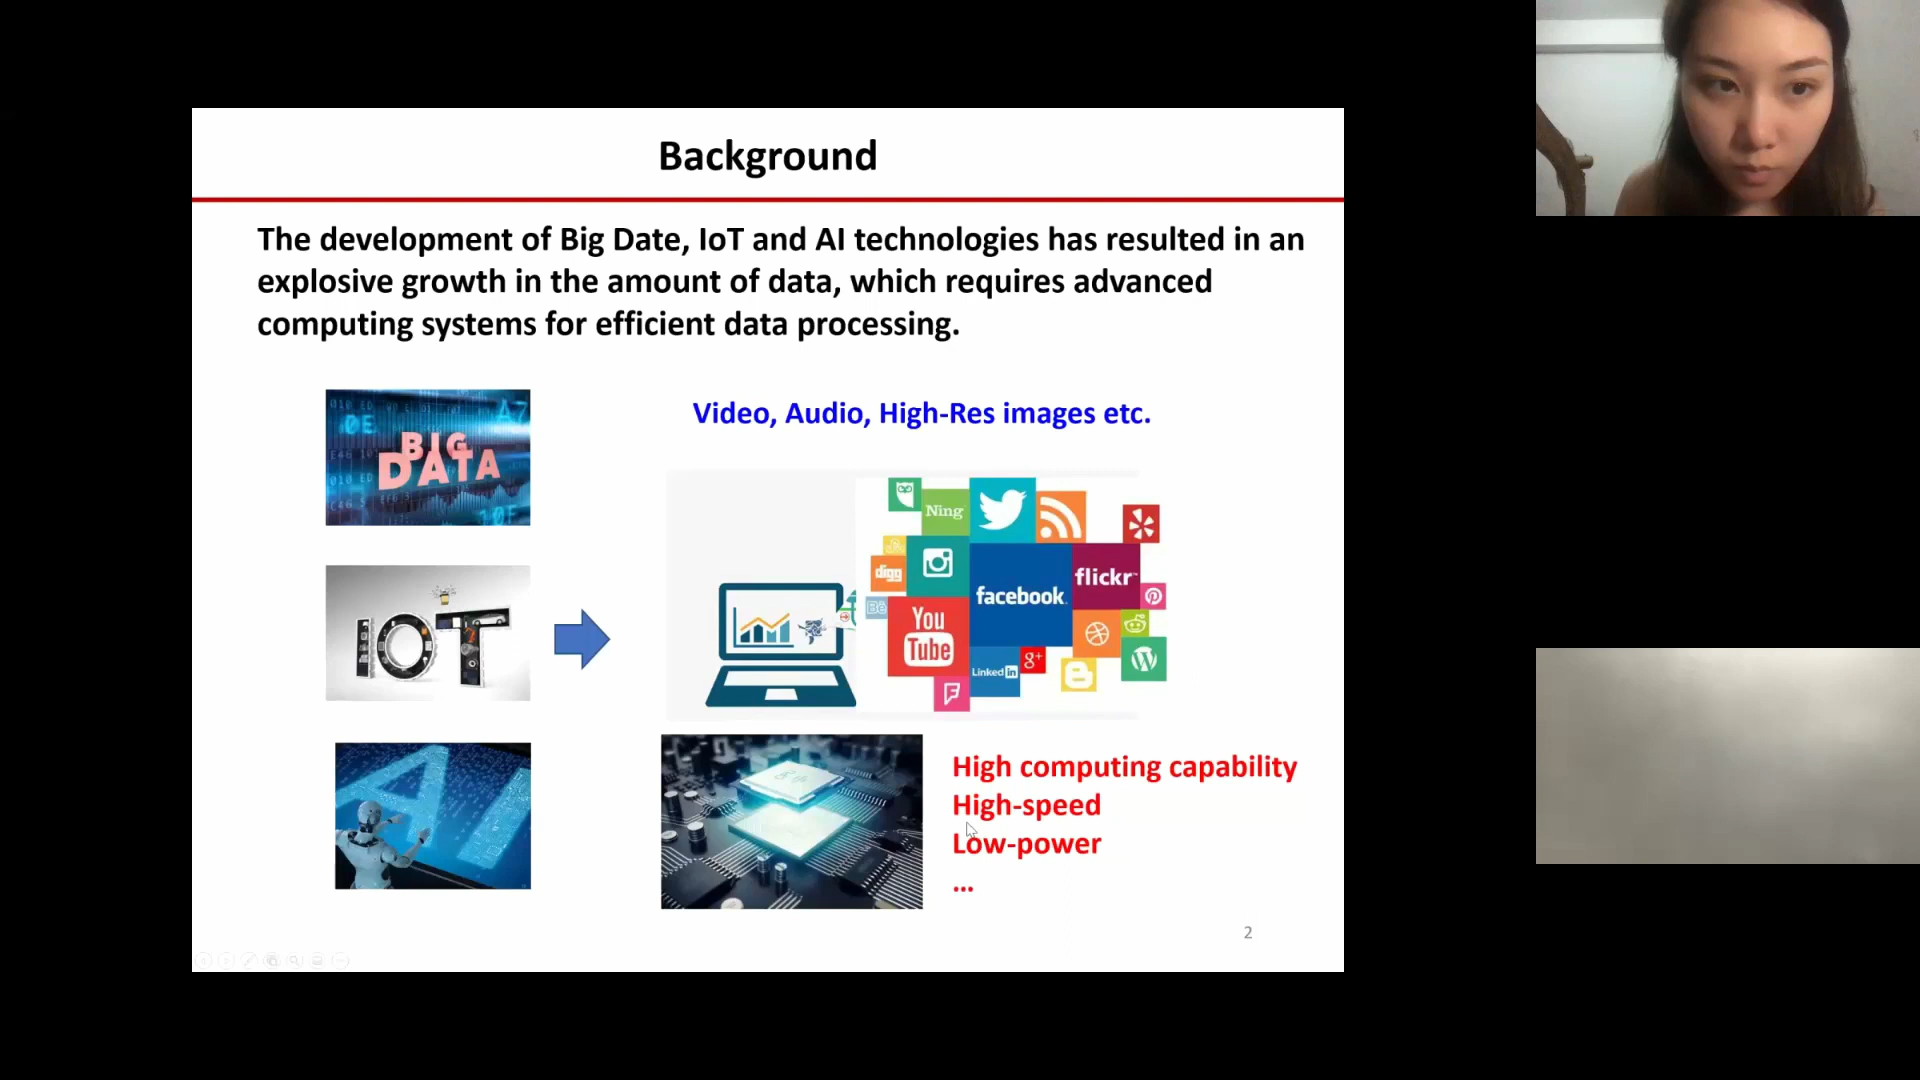 Background
The development of Big Date, IoT and AI technologies has resulted in an
explosive growth in the amount of data, which requires advanced
computing systems for efficient data processing.
BIG
DATA
Video, Audio, High-Res images etc.
IOT
Ning
digg
flickr
facebook.
Bē
You
Tube
Linked in
g+
AI
High computing capability
High-speed
Low-power
...
2